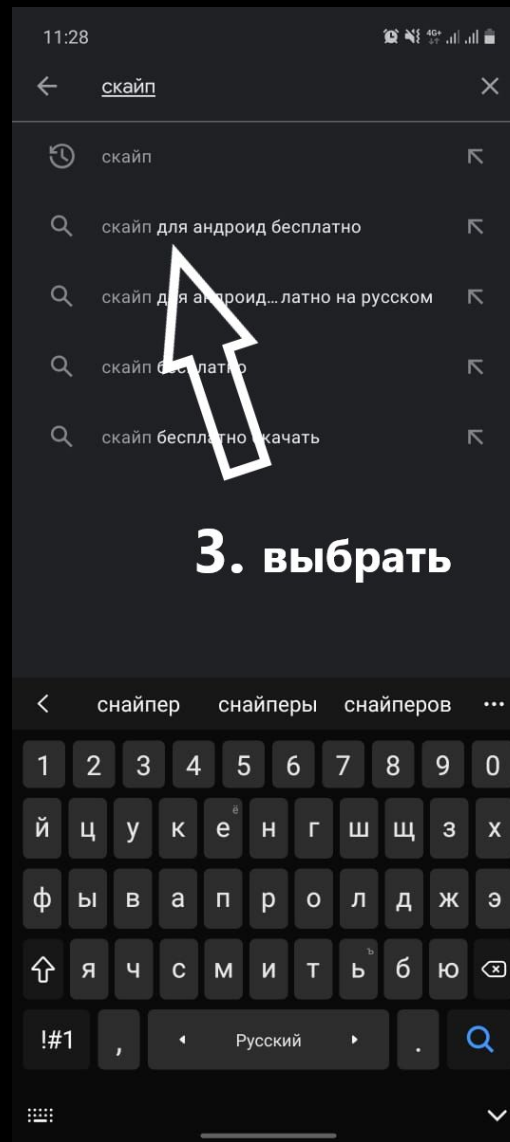 11:28 4G+
скайп
скайп
скайп для андроид бесплатно
скайп для андроид... латно на русском
скайп бесплатно
скайп бесплатно скачать
3. выбрать
снайпер снайперы снайперов
1 2 3 4 5 6 7 8 9 0
й ц у к е ё н г ш щ з х
ф ы в а п р о л д ж э
я ч с м и т ь ъ б ю
!#1 , Русский .